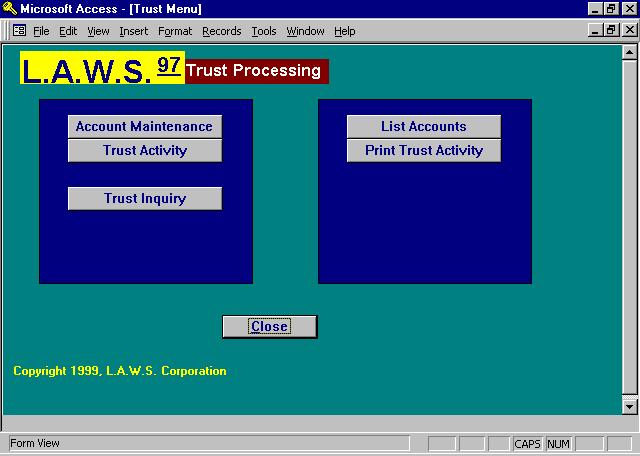 Microsoft Access - [Trust Menu]
File Edit View Insert Format Records Tools Window Help
L.A.W.S. 97 Trust Processing
Account Maintenance
Trust Activity
Trust Inquiry
List Accounts
Print Trust Activity
Close
Copyright 1999, L.A.W.S. Corporation
Form View CAPS NUM